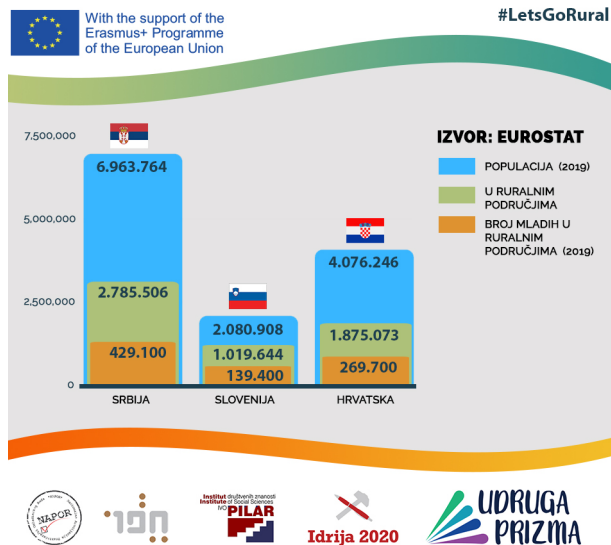 With the support of the
Erasmus+ Programme
of the European Union
#LetsGoRural
IZVOR: EUROSTAT
POPULACIJA (2019)
U RURALNIM
PODRUČJIMA
BROJ MLADIH U
RURALNIM
PODRUČJIMA (2019)
7,500,000
5,000,000
2,500,000
0
6.963.764
2.785.506
429.100
2.080.908
1.019.644
139.400
4.076.246
1.875.073
269.700
SRBIJA
SLOVENIJA
HRVATSKA
NAPOR
חפר
Institut društvenih znanosti
Institute of Social Sciences
IVO PILAR
Idrija 2020
UDRUGA
PRIZMA